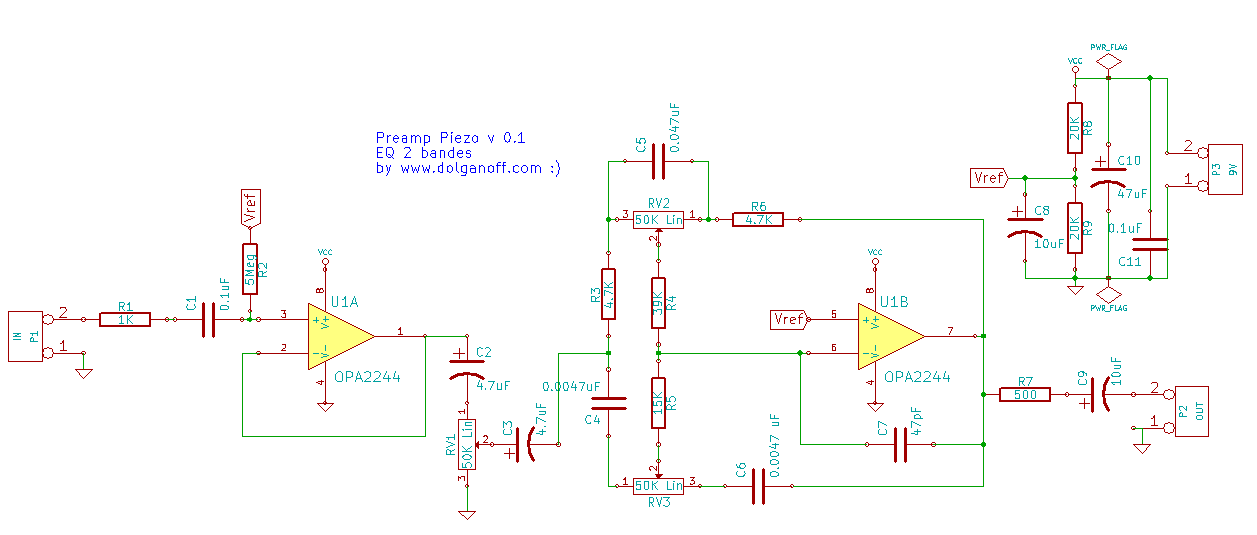 Preamp Piezo v 0.1
EQ 2 bandes
by www.dolganoff.com :)
IN
P1
2
1
R1
1K
C1
0.1uF
Vref
5Meg
R2
VCC
8
U1A
3
2
+
V+
-
V-
1
4
OPA2244
C2
4.7uF
1
RV1
50K Lin
2
3
C3
4.7uF
C5
0.047uF
RV2
3
50K Lin
1
2
R6
4.7K
R3
4.7K
39K
R4
0.0047uF
C4
15K
R5
2
1
50K Lin
3
RV3
C6
0.0047 uF
VCC
8
U1B
Vref
5
6
+
V+
-
V-
7
4
OPA2244
C7
47pF
R7
500
C9
10uF
2
1
P2
OUT
PWR_FLAG
VCC
20K
R8
Vref
C8
10uF
20K
R9
C10
47uF
0.1uF
C11
PWR_FLAG
2
1
P3
9V